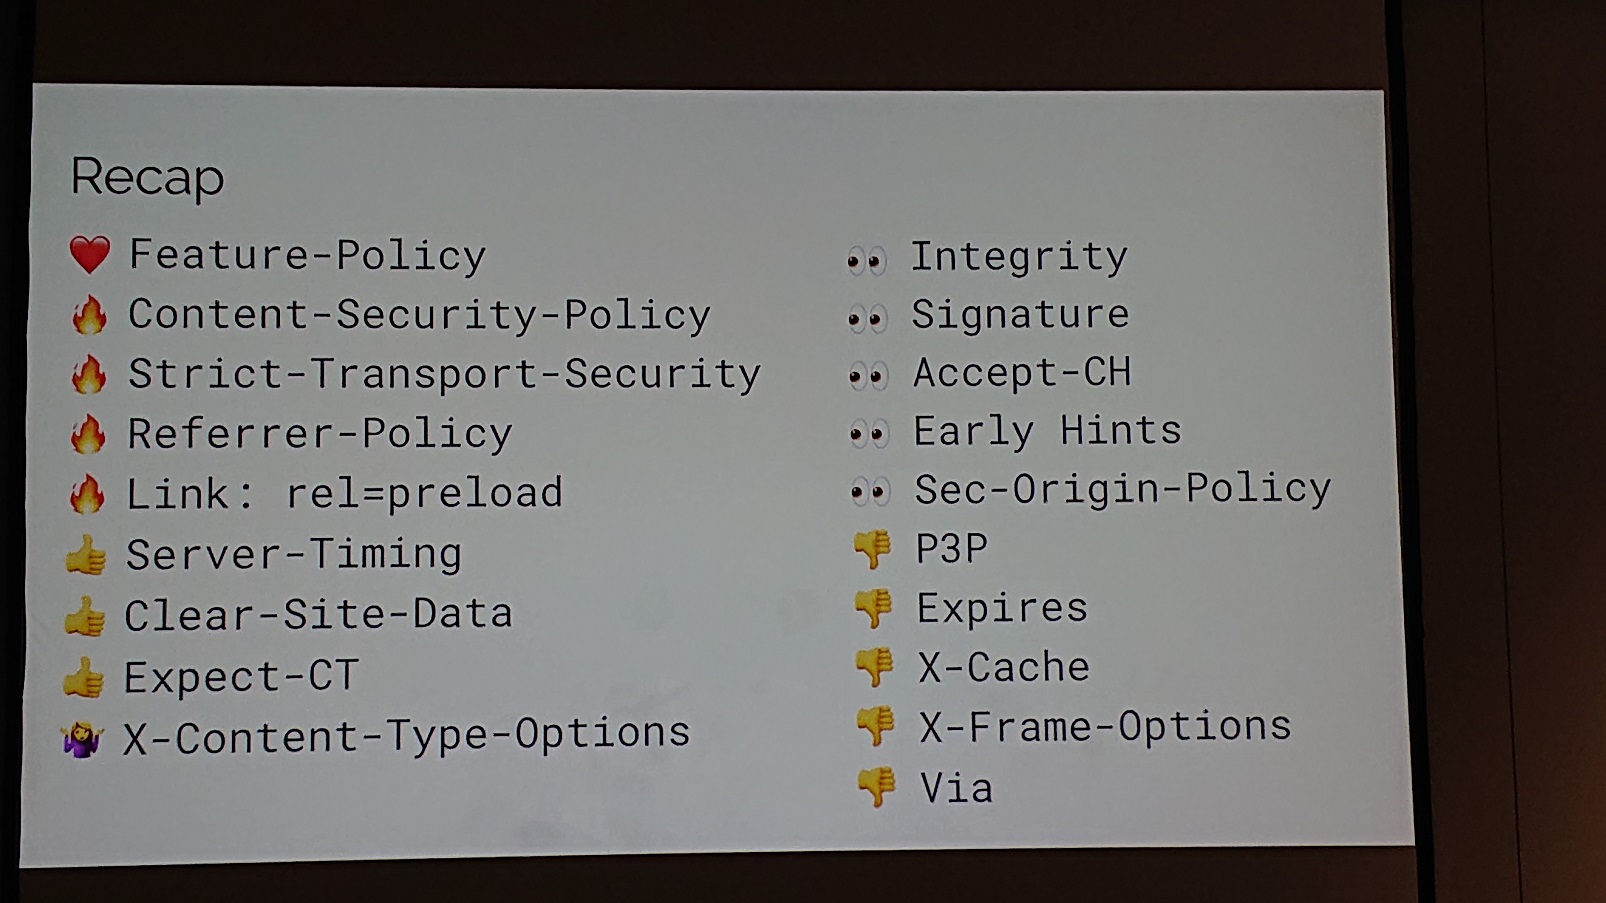 Recap
❤️ Feature-Policy
🔥 Content-Security-Policy
🔥 Strict-Transport-Security
🔥 Referrer-Policy
🔥 Link: rel=preload
👍 Server-Timing
👍 Clear-Site-Data
👍 Expect-CT
🤷‍♀️ X-Content-Type-Options
👀 Integrity
👀 Signature
👀 Accept-CH
👀 Early Hints
👀 Sec-Origin-Policy
👎 P3P
👎 Expires
👎 X-Cache
👎 X-Frame-Options
👎 Via